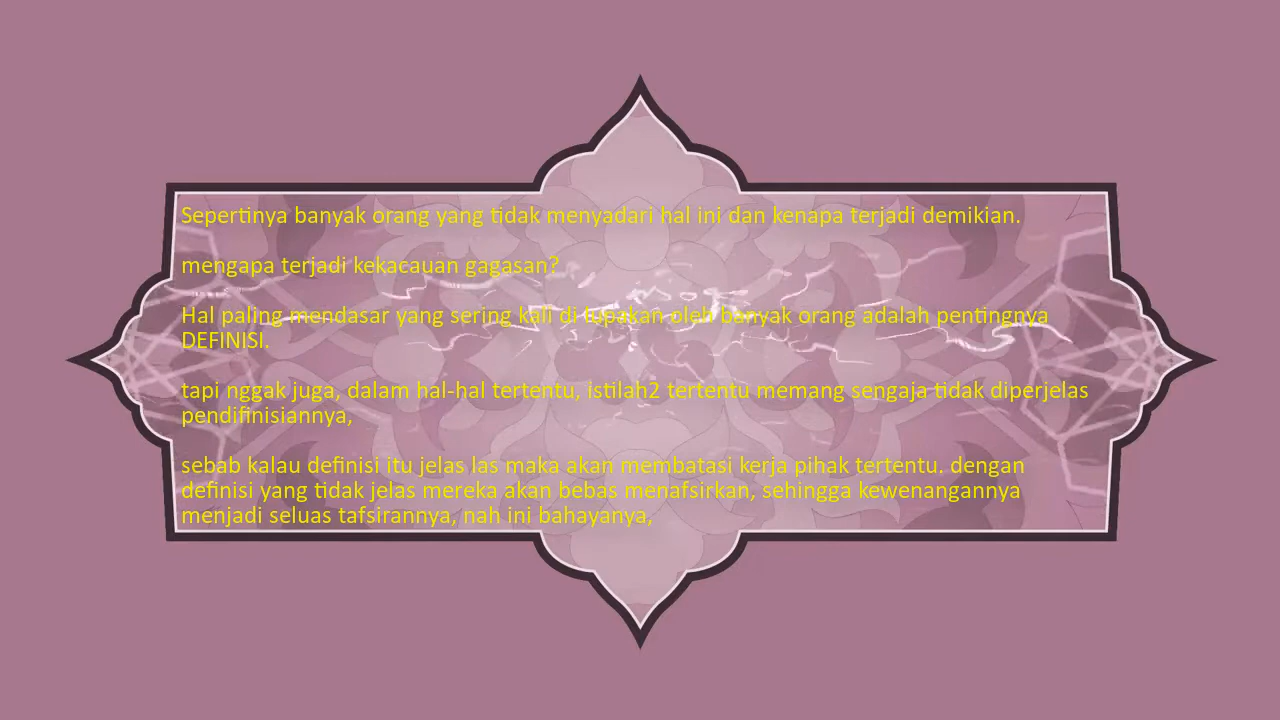 Sepertinya banyak orang yang tidak menyadari hal ini dan kenapa terjadi demikian.
mengapa terjadi kekacauan gagasan?
Hal paling mendasar yang sering kali di lupakan oleh banyak orang adalah pentingnya
DEFINISI.
tapi nggak juga, dalam hal-hal tertentu, istilah2 tertentu memang sengaja tidak diperjelas
pendifinisiannya,
sebab kalau definisi itu jelas las maka akan membatasi kerja pihak tertentu. dengan
definisi yang tidak jelas mereka akan bebas menafsirkan, sehingga kewenangannya
menjadi seluas tafsirannya, nah ini bahayanya,